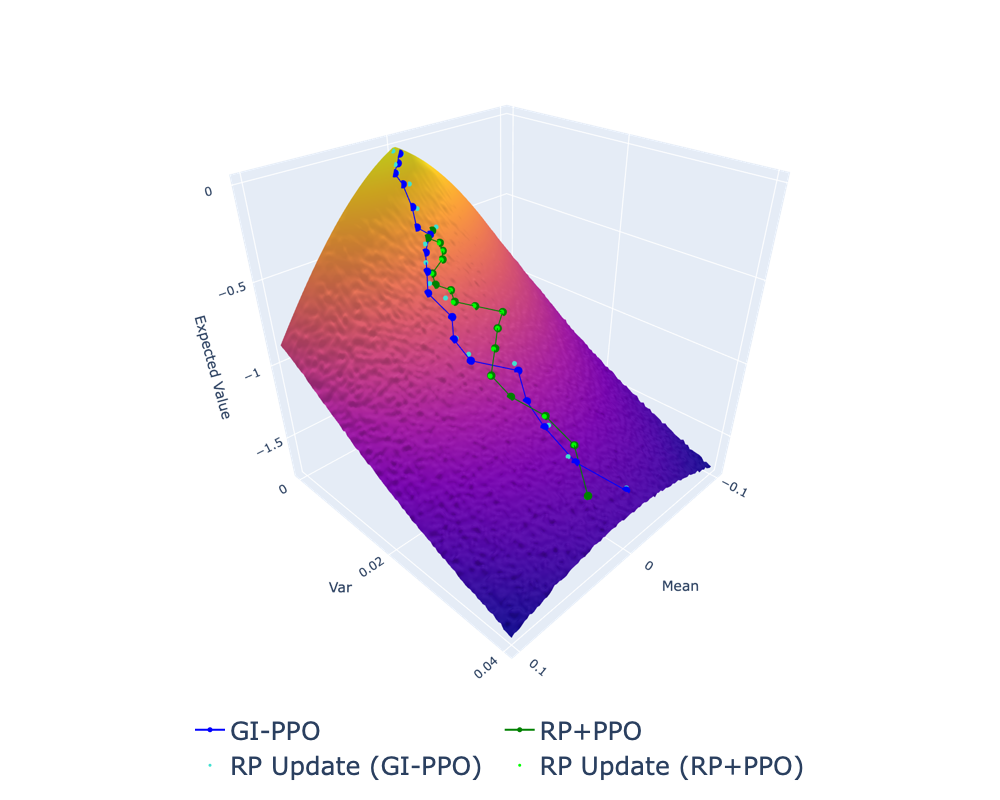 0
−0.5
−1
−1.5
Expected Value
0
0.02
0.04
Var
−0.1
0
0.1
Mean
GI-PPO
RP+PPO
RP Update (GI-PPO)
RP Update (RP+PPO)